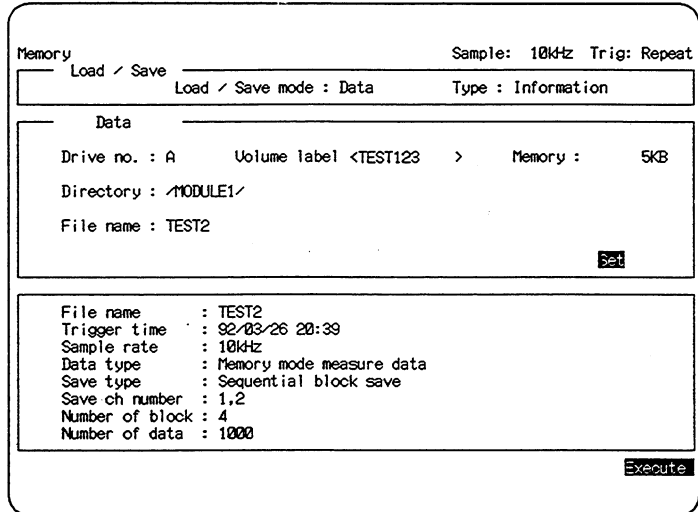 Memory Sample: 10kHz Trig: Repeat
Load / Save
Load / Save mode : Data Type : Information
Data
Drive no. : A Volume label <TEST123 > Memory : 5KB
Directory : /MODULE1/
File name : TEST2
Set
File name : TEST2
Trigger time : 92/03/26 20:39
Sample rate : 10kHz
Data type : Memory mode measure data
Save type : Sequential block save
Save ch number : 1,2
Number of block : 4
Number of data : 1000
Execute